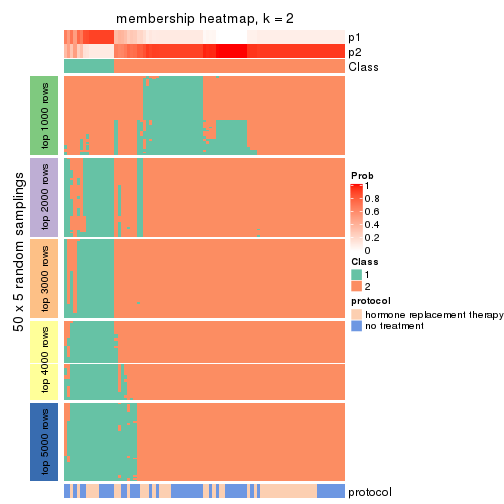 membership heatmap, k = 2
p1
p2
Class
50 x 5 random samplings
top 1000 rows
top 2000 rows
top 3000 rows
top 4000 rows
top 5000 rows
Prob
1
0.8
0.6
0.4
0.2
0
Class
1
2
protocol
hormone replacement therapy
no treatment
protocol